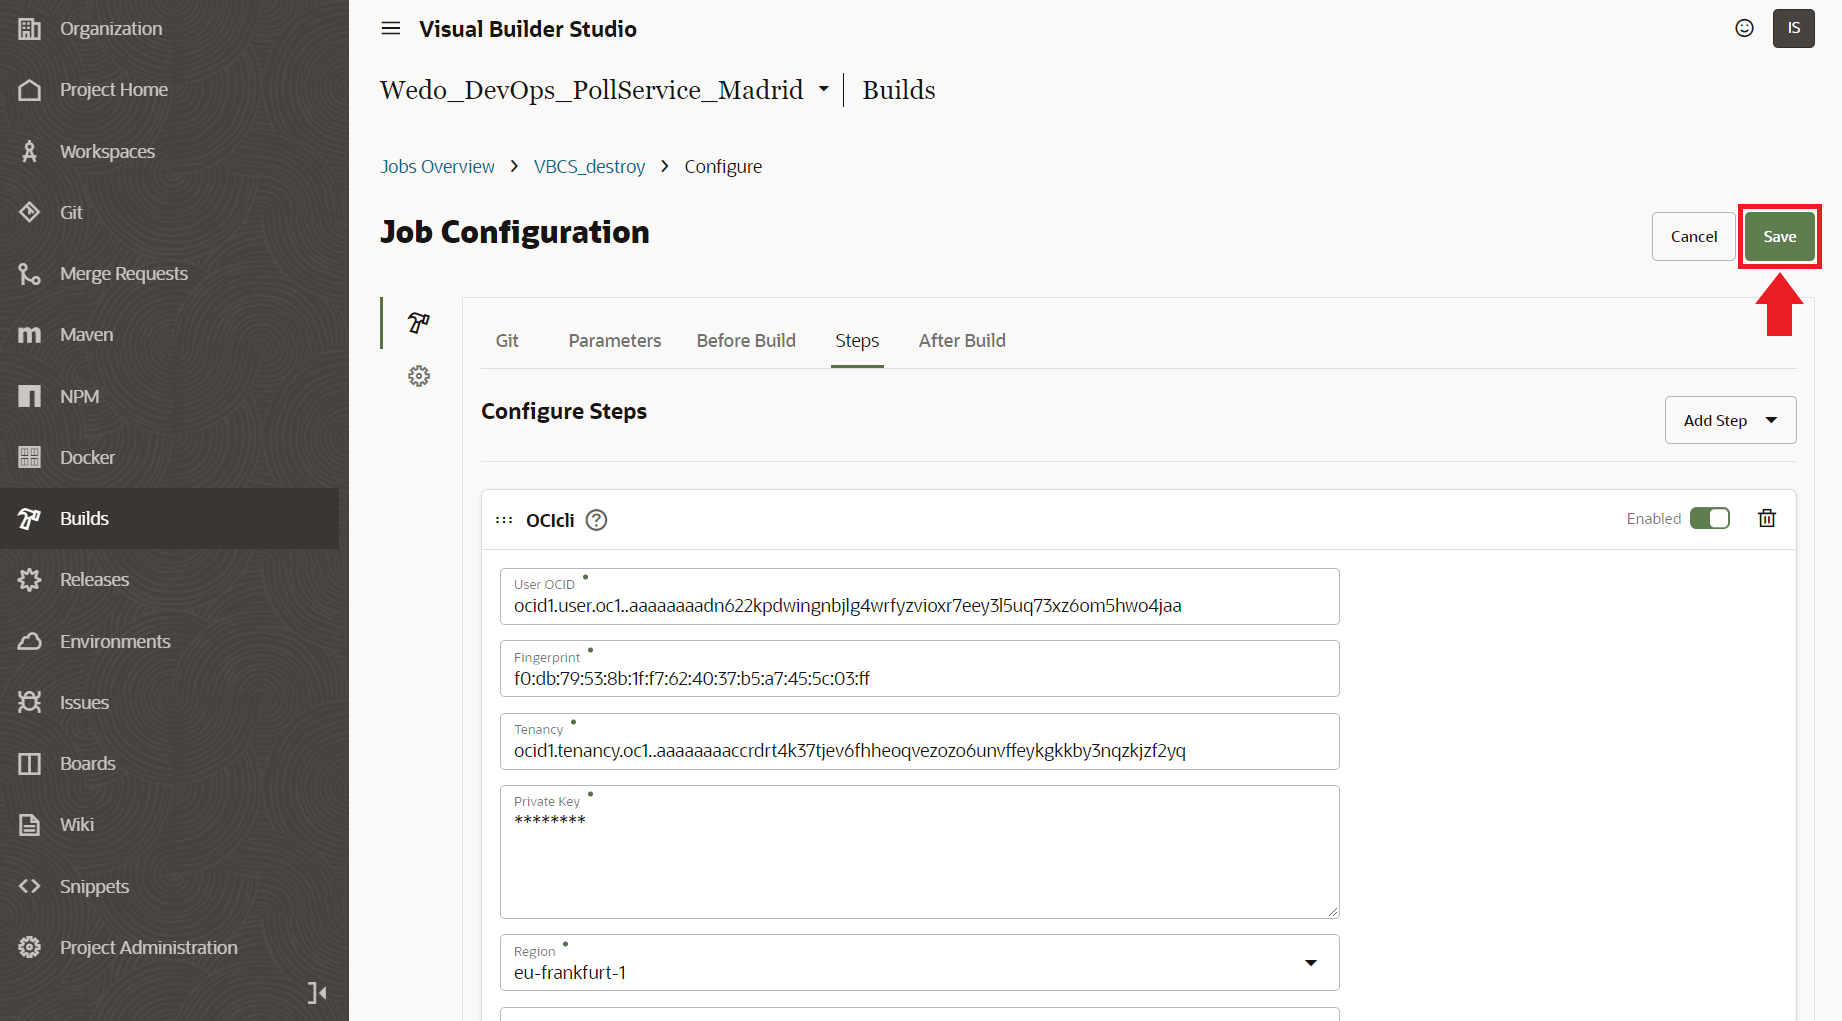 Organization
Project Home
Workspaces
Git
Merge Requests
Maven
NPM
Docker
Builds
Releases
Environments
Issues
Boards
Wiki
Snippets
Project Administration
Visual Builder Studio
IS
Wedo_DevOps_PollService_Madrid
Builds
Jobs Overview > VBCS_destroy > Configure
Job Configuration
Cancel
Save
Git Parameters Before Build Steps After Build
Configure Steps
Add Step
OCIcli ?
Enabled
User OCID
ocid1.user.oc1..aaaaaaaadn622kpdwingnbjlg4wrfyzvioxr7eey3l5uq73xz6om5hwo4jaa
Fingerprint
f0:db:79:53:8b:1f:f7:62:40:37:b5:a7:45:5c:03:ff
Tenancy
ocid1.tenancy.oc1..aaaaaaaaccrdrt4k37tjev6fhheoqvezozo6unvffeykgkkby3nqzkjzf2yq
Private Key
********
Region
eu-frankfurt-1